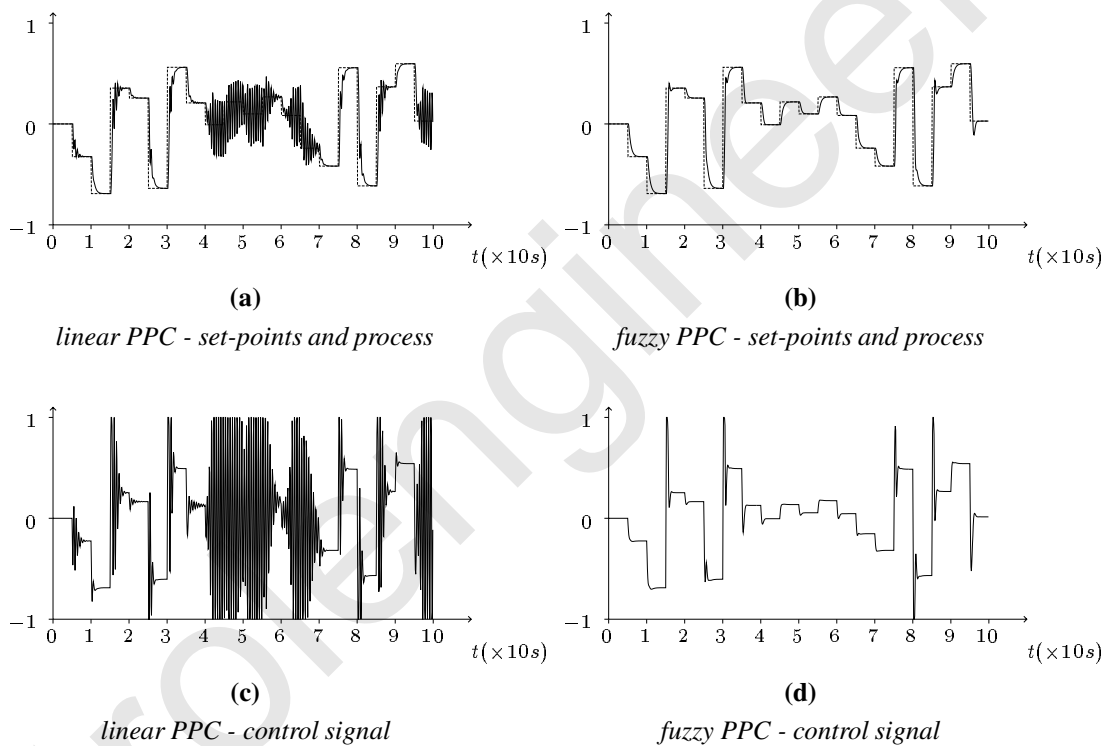 1
0
−1
0 1 2 3 4 5 6 7 8 9 10
t(×10s)
(a)
linear PPC - set-points and process
1
0
−1
0 1 2 3 4 5 6 7 8 9 10
t(×10s)
(b)
fuzzy PPC - set-points and process
1
0
−1
0 1 2 3 4 5 6 7 8 9 10
t(×10s)
(c)
linear PPC - control signal
1
0
−1
0 1 2 3 4 5 6 7 8 9 10
t(×10s)
(d)
fuzzy PPC - control signal
rolengineer